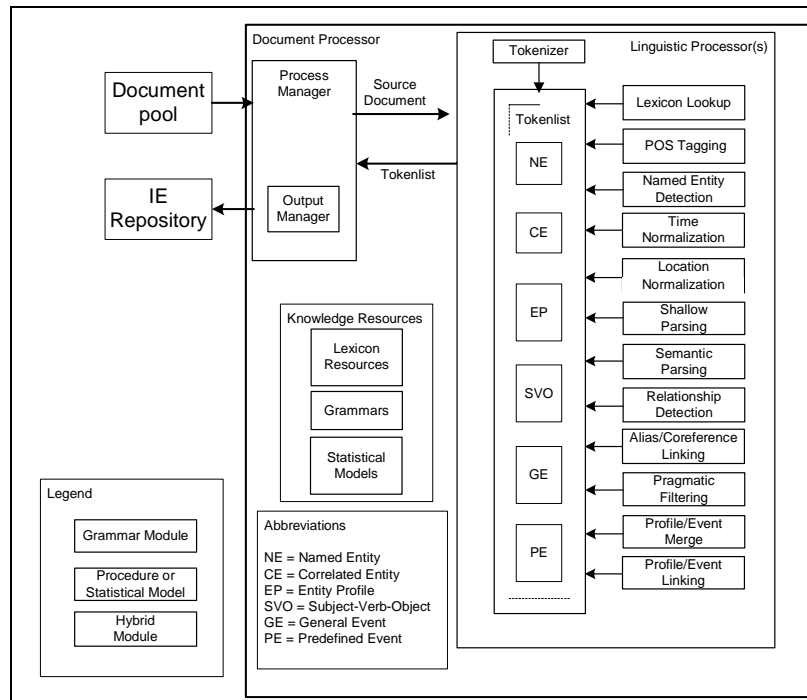 Document Processor
Process
Manager
Output
Manager
Document
pool
IE
Repository
Source
Document
Tokenlist
Linguistic Processor(s)
Tokenizer
Tokenlist
NE
CE
EP
SVO
GE
PE
Lexicon Lookup
POS Tagging
Named Entity
Detection
Time
Normalization
Location
Normalization
Shallow
Parsing
Semantic
Parsing
Relationship
Detection
Alias/Coreference
Linking
Pragmatic
Filtering
Profile/Event
Merge
Profile/Event
Linking
Knowledge Resources
Lexicon
Resources
Grammars
Statistical
Models
Legend
Grammar Module
Procedure or
Statistical Model
Hybrid
Module
Abbreviations
NE = Named Entity
CE = Correlated Entity
EP = Entity Profile
SVO = Subject-Verb-Object
GE = General Event
PE = Predefined Event